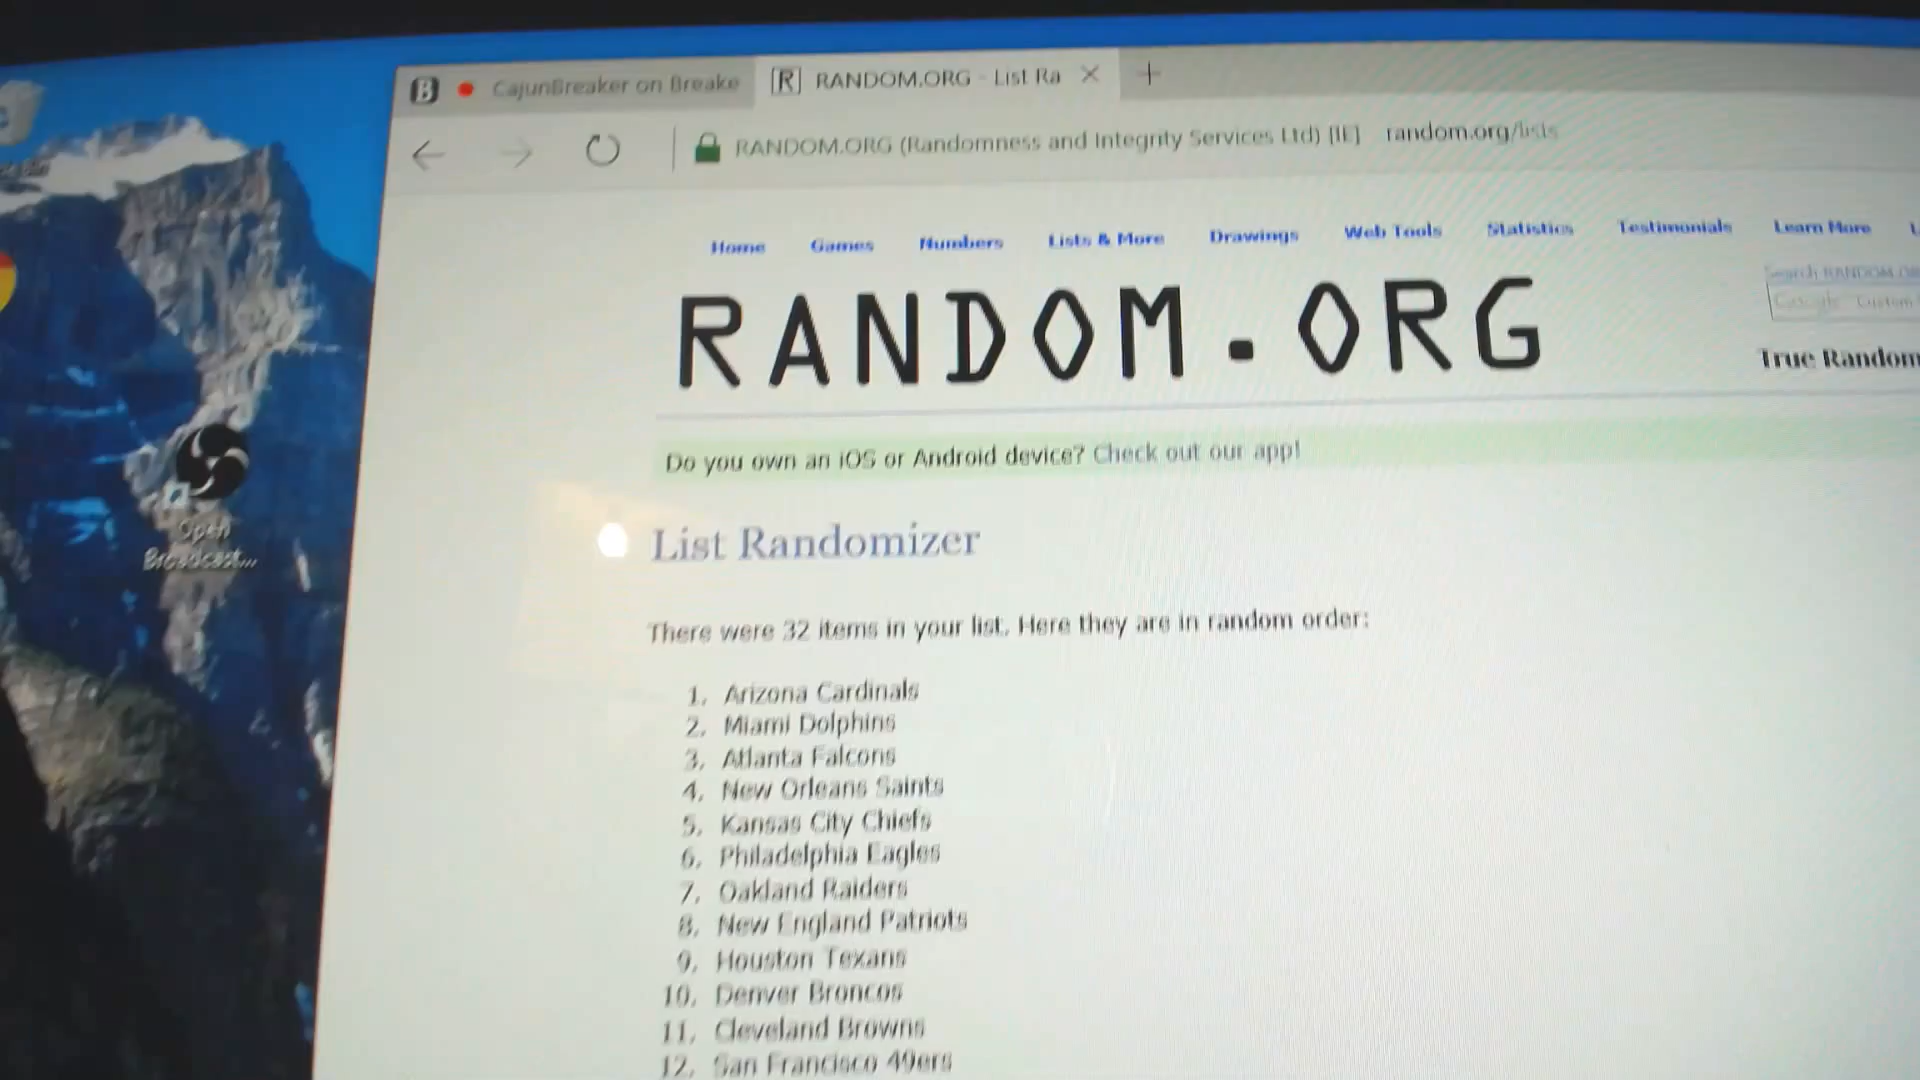 CajunBreaker on Breake
RANDOM.ORG - List Ra
RANDOM.ORG (Randomness and Integrity Services Ltd) [IE] random.org/lists
Home Games Numbers Lists & More Drawings Web Tools Statistics Testimonials Learn More
Search RANDOM.OR
Google Custom
RANDOM.ORG
True Random
Do you own an iOS or Android device? Check out our app!
Open
Broadcast...
List Randomizer
There were 32 items in your list. Here they are in random order:
1. Arizona Cardinals
2. Miami Dolphins
3. Atlanta Falcons
4. New Orleans Saints
5. Kansas City Chiefs
6. Philadelphia Eagles
7. Oakland Raiders
8. New England Patriots
9. Houston Texans
10. Denver Broncos
11. Cleveland Browns
12. San Francisco 49ers